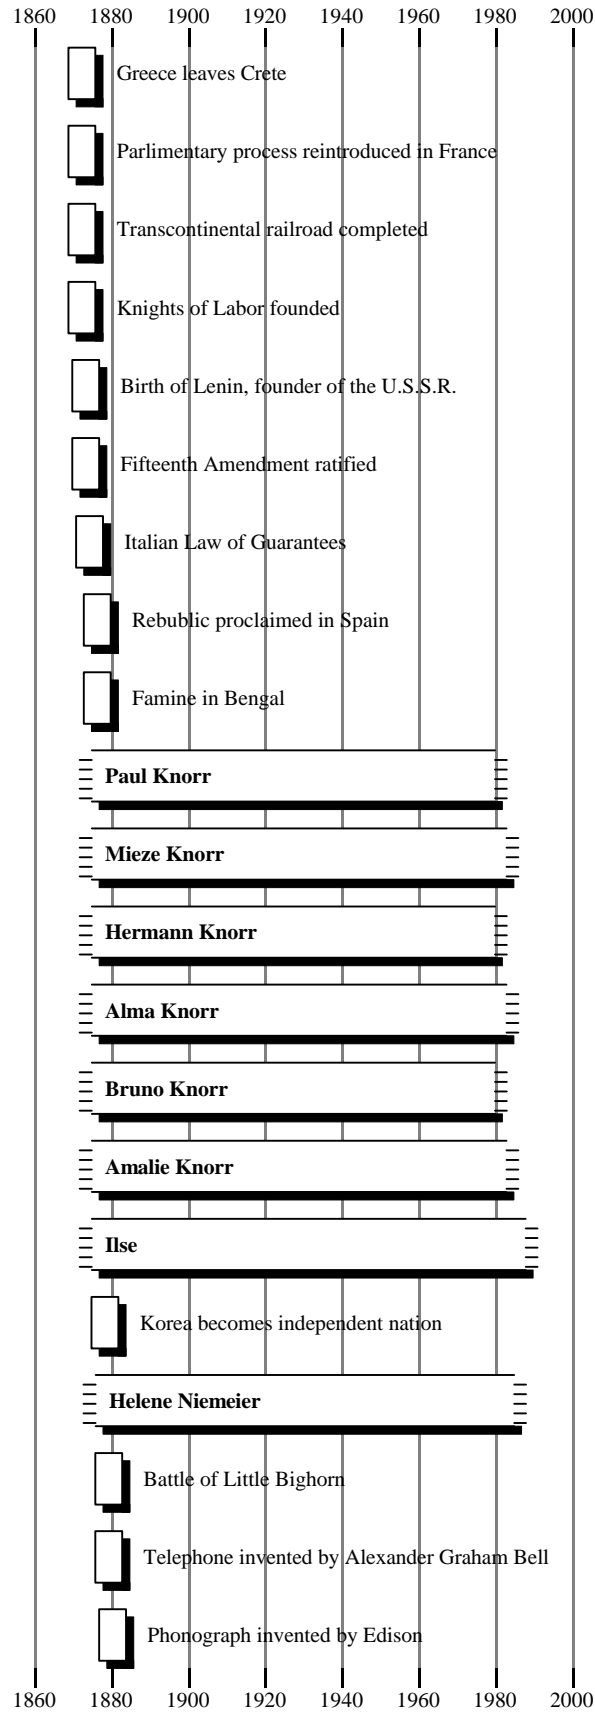 1860 1880 1900 1920 1940 1960 1980 2000
Greece leaves Crete
Parlimentary process reintroduced in France
Transcontinental railroad completed
Knights of Labor founded
Birth of Lenin, founder of the U.S.S.R.
Fifteenth Amendment ratified
Italian Law of Guarantees
Rebublic proclaimed in Spain
Famine in Bengal
Paul Knorr
Mieze Knorr
Hermann Knorr
Alma Knorr
Bruno Knorr
Amalie Knorr
Ilse
Korea becomes independent nation
Helene Niemeier
Battle of Little Bighorn
Telephone invented by Alexander Graham Bell
Phonograph invented by Edison
1860 1880 1900 1920 1940 1960 1980 2000